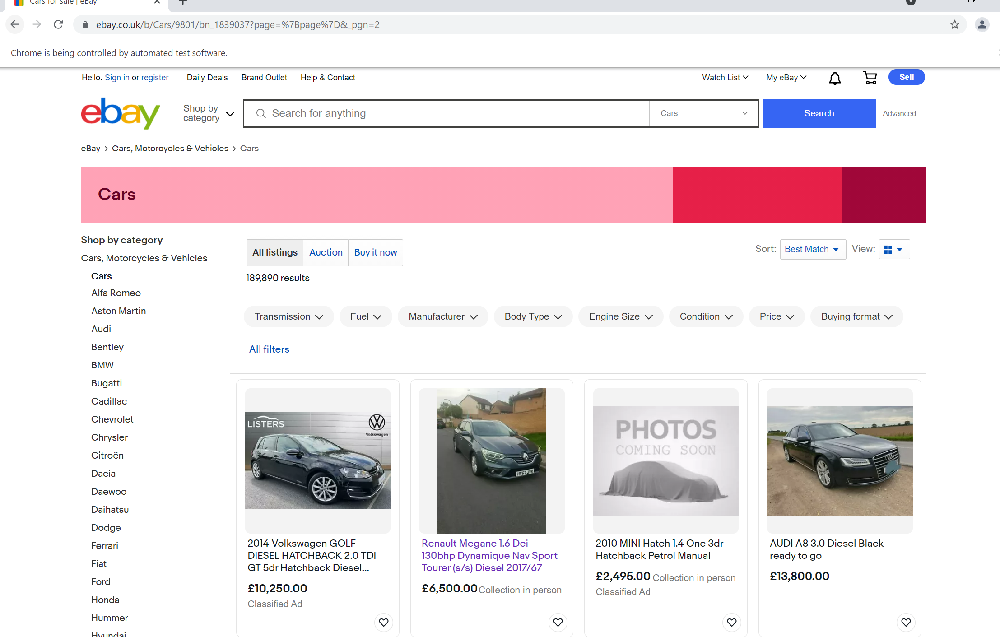 Cars for sale | eBay
ebay.co.uk/b/Cars/9801/bn_1839037?page=%7Bpage%7D&_pgn=2
Chrome is being controlled by automated test software.
Hello. Sign in or register
Daily Deals
Brand Outlet
Help & Contact
Watch List
My eBay
Sell
ebay
Shop by category
Search for anything
Cars
Search
Advanced
eBay > Cars, Motorcycles & Vehicles > Cars
Cars
Shop by category
Cars, Motorcycles & Vehicles
Cars
Alfa Romeo
Aston Martin
Audi
Bentley
BMW
Bugatti
Cadillac
Chevrolet
Chrysler
Citroën
Dacia
Daewoo
Daihatsu
Dodge
Ferrari
Fiat
Ford
Honda
Hummer
Hyundai
All listings
Auction
Buy it now
Sort: Best Match
View:
189,890 results
Transmission
Fuel
Manufacturer
Body Type
Engine Size
Condition
Price
Buying format
All filters
LISTERS
Volkswagen
2014 Volkswagen GOLF
DIESEL HATCHBACK 2.0 TDI
GT 5dr Hatchback Diesel...
£10,250.00
Classified Ad
HV67 JVR
Renault Megane 1.6 Dci
130bhp Dynamique Nav Sport
Tourer (s/s) Diesel 2017/67
£6,500.00 Collection in person
PHOTOS
COMING SOON
2010 MINI Hatch 1.4 One 3dr
Hatchback Petrol Manual
£2,495.00 Collection in person
Classified Ad
AUDI A8 3.0 Diesel Black
ready to go
£13,800.00